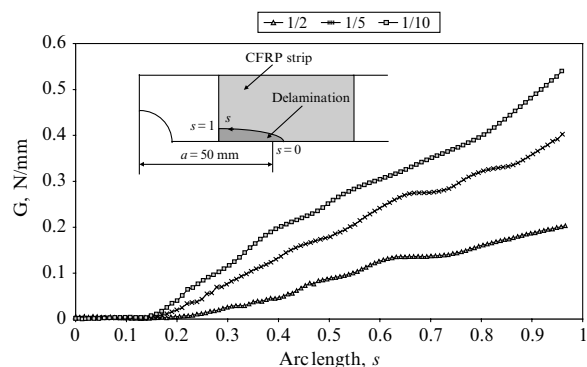 1/2 1/5 1/10
0.6
0.5
0.4
0.3
0.2
0.1
0
G, N/mm
CFRP strip
Delamination
s = 1
s
s = 0
a = 50 mm
0 0.1 0.2 0.3 0.4 0.5 0.6 0.7 0.8 0.9 1
Arc length, s